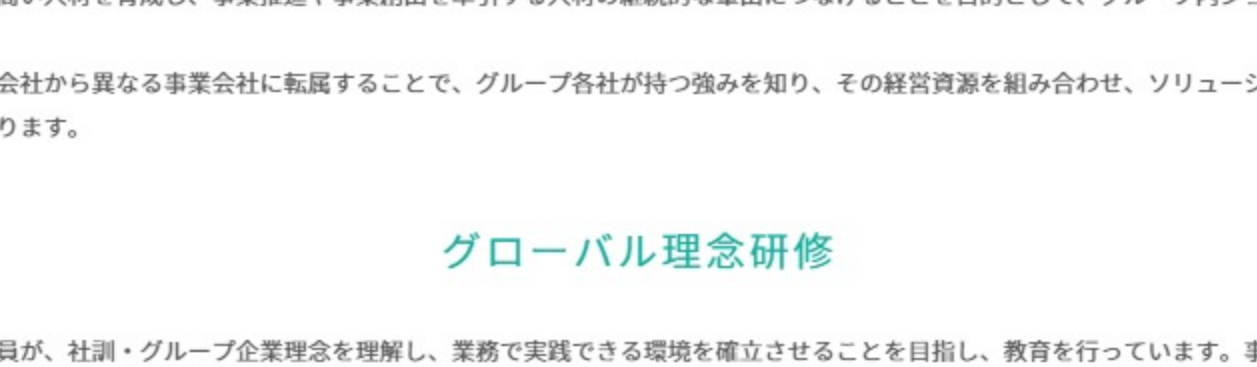 会社から異なる事業会社に転属することで、グループ各社が持つ強みを知り、その経営資源を組み合わせ、ソリューシ
ります。
グローバル理念研修
員が、社訓・グループ企業理念を理解し、業務で実践できる環境を確立させることを目指し、教育を行っています。事